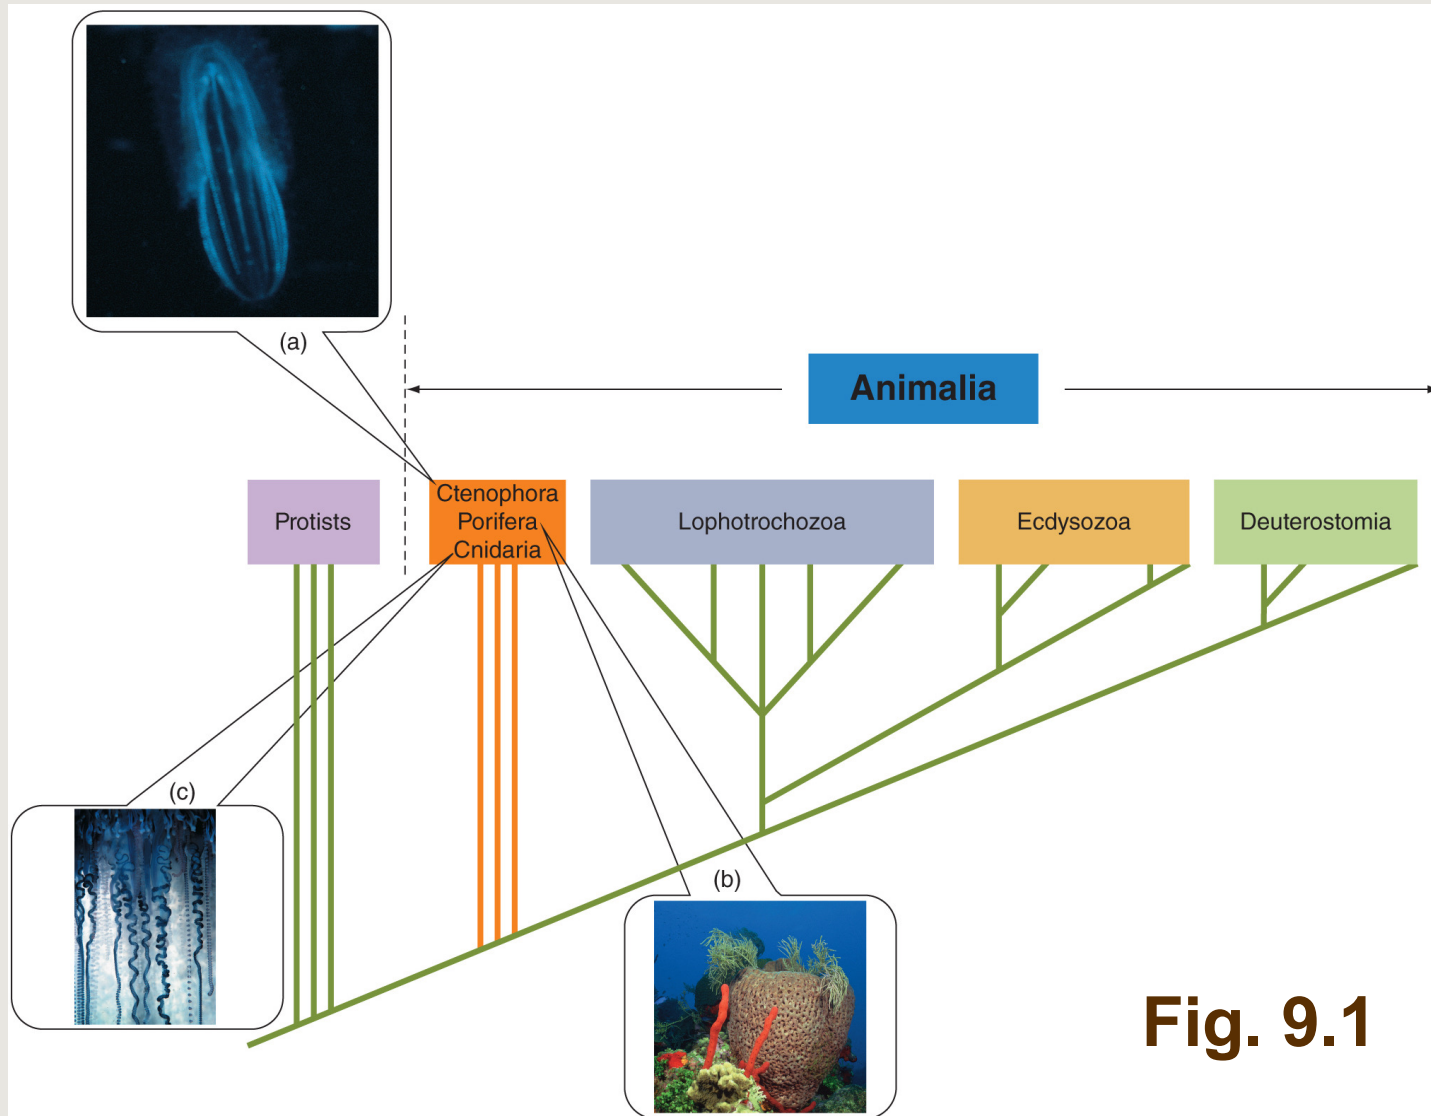 (a)
Animalia
Protists
Ctenophora
Porifera
Cnidaria
Lophotrochozoa
Ecdysozoa
Deuterostomia
(c)
(b)
Fig. 9.1